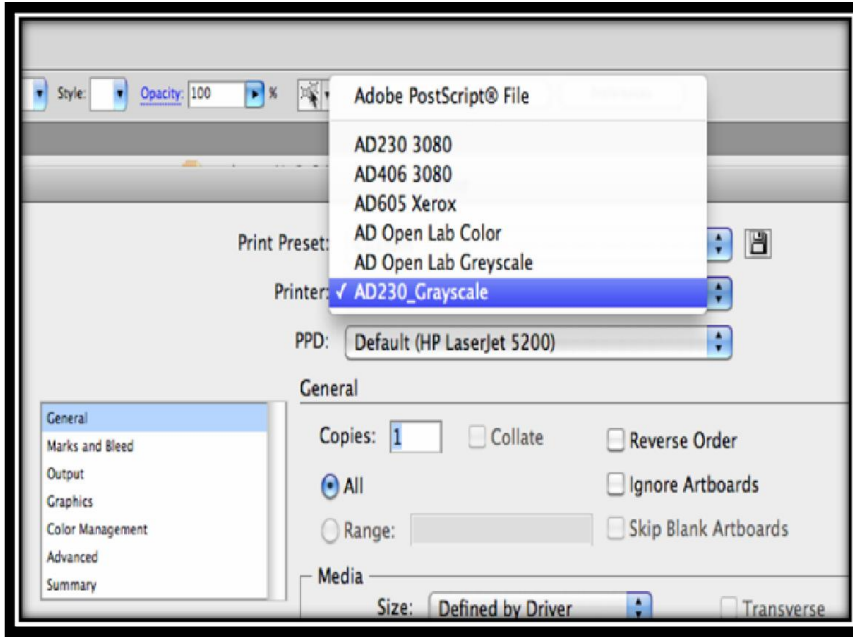 Style: Opacity: 100 %
Adobe PostScript® File
AD230 3080
AD406 3080
AD605 Xerox
AD Open Lab Color
AD Open Lab Greyscale
Print Preset:
Printer: ✓ AD230_Grayscale
PPD: Default (HP LaserJet 5200)
General
General
Marks and Bleed
Output
Graphics
Color Management
Advanced
Summary
Copies: 1 Collate Reverse Order
All Ignore Artboards
Range: Skip Blank Artboards
Media
Size: Defined by Driver Transverse